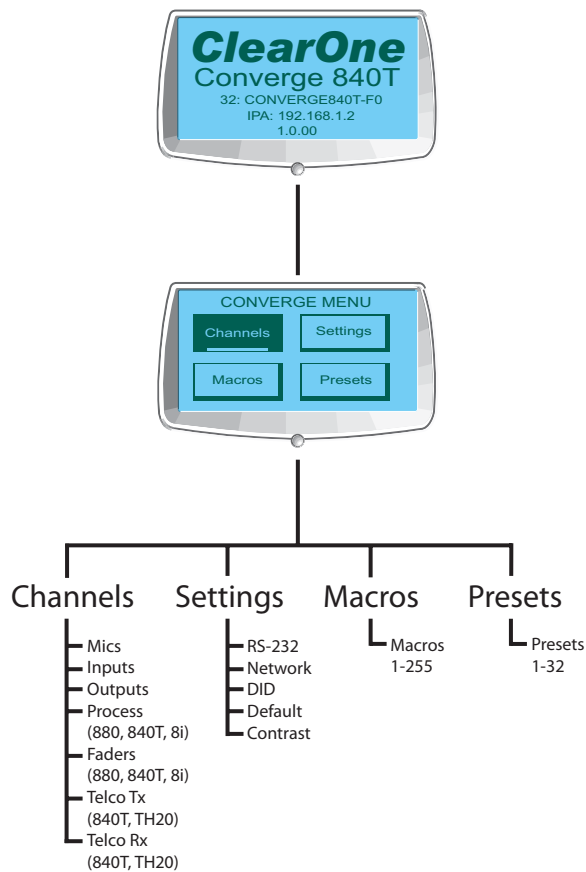 ClearOne
Converge 840T
32: CONVERGE840T-F0
IPA: 192.168.1.2
1.0.00
CONVERGE MENU
Channels
Settings
Macros
Presets
Channels
Mics
Inputs
Outputs
Process
(880, 840T, 8i)
Faders
(880, 840T, 8i)
Telco Tx
(840T, TH20)
Telco Rx
(840T, TH20)
Settings
RS-232
Network
DID
Default
Contrast
Macros
Macros
1-255
Presets
Presets
1-32